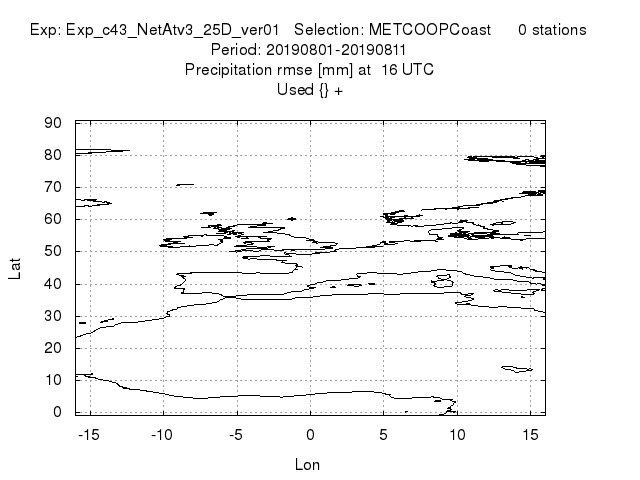 Exp: Exp_c43_NetAtv3_25D_ver01   Selection: METCOOPCoast      0 stations
Period: 20190801-20190811
Precipitation rmse [mm] at  16 UTC
Used {} +
90
80
70
60
50
40
30
20
10
0
Lat
-15 -10 -5 0 5 10 15
Lon